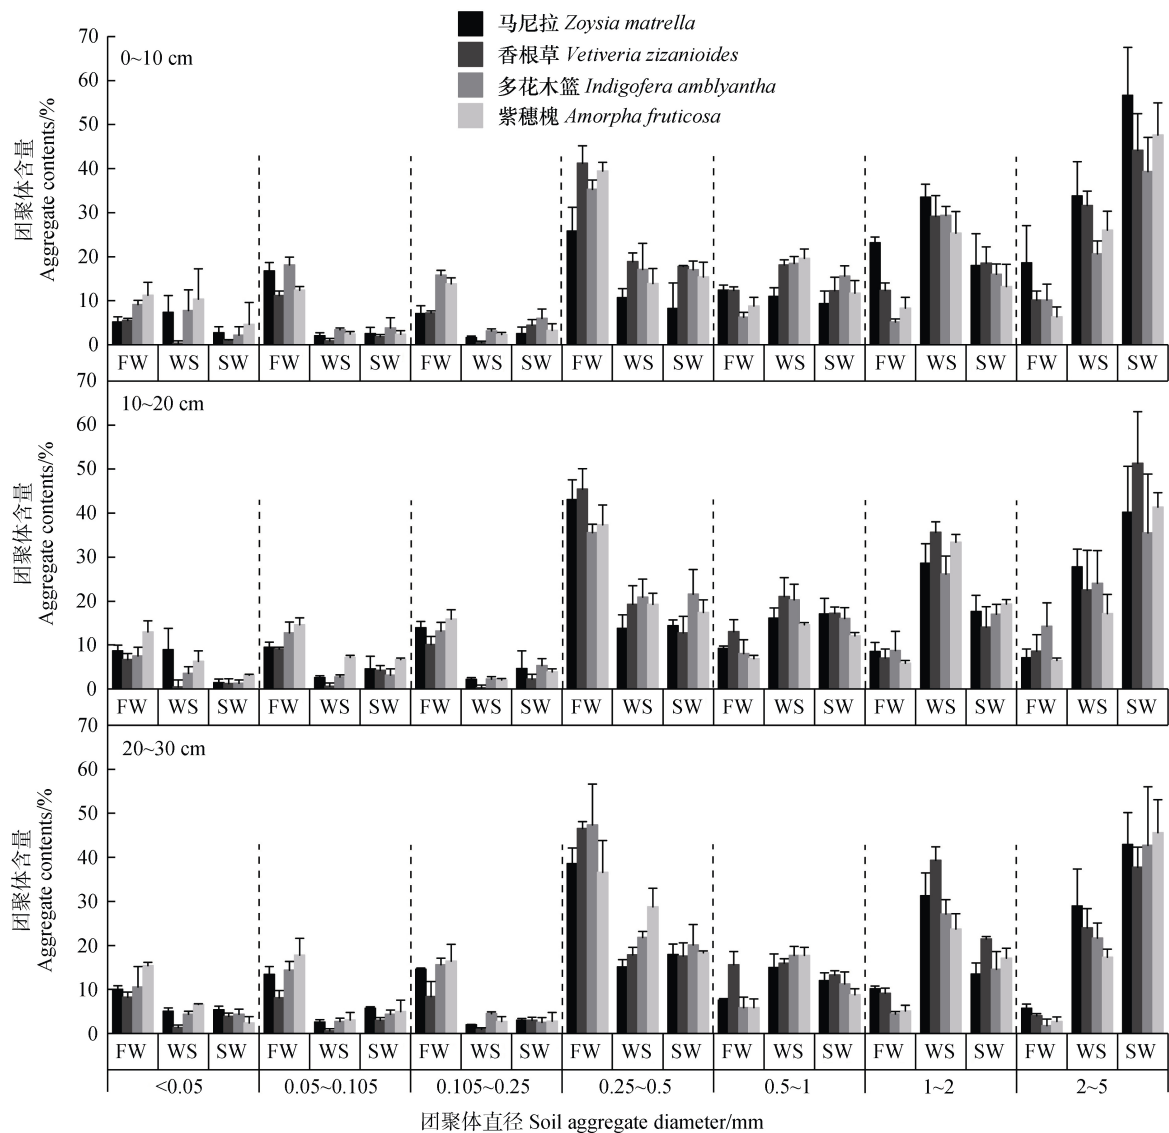 马尼拉 Zoysia matrella
香根草 Vetiveria zizanioides
多花木篮 Indigofera amblyantha
紫穗槐 Amorpha fruticosa
0~10 cm
团聚体含量
Aggregate contents/%
70
60
50
40
30
20
10
0
FW WS SW FW WS SW FW WS SW FW WS SW FW WS SW FW WS SW FW WS SW
10~20 cm
团聚体含量
Aggregate contents/%
70
60
50
40
30
20
10
0
FW WS SW FW WS SW FW WS SW FW WS SW FW WS SW FW WS SW FW WS SW
20~30 cm
团聚体含量
Aggregate contents/%
70
60
50
40
30
20
10
0
FW WS SW FW WS SW FW WS SW FW WS SW FW WS SW FW WS SW FW WS SW
<0.05 0.05~0.105 0.105~0.25 0.25~0.5 0.5~1 1~2 2~5
团聚体直径 Soil aggregate diameter/mm